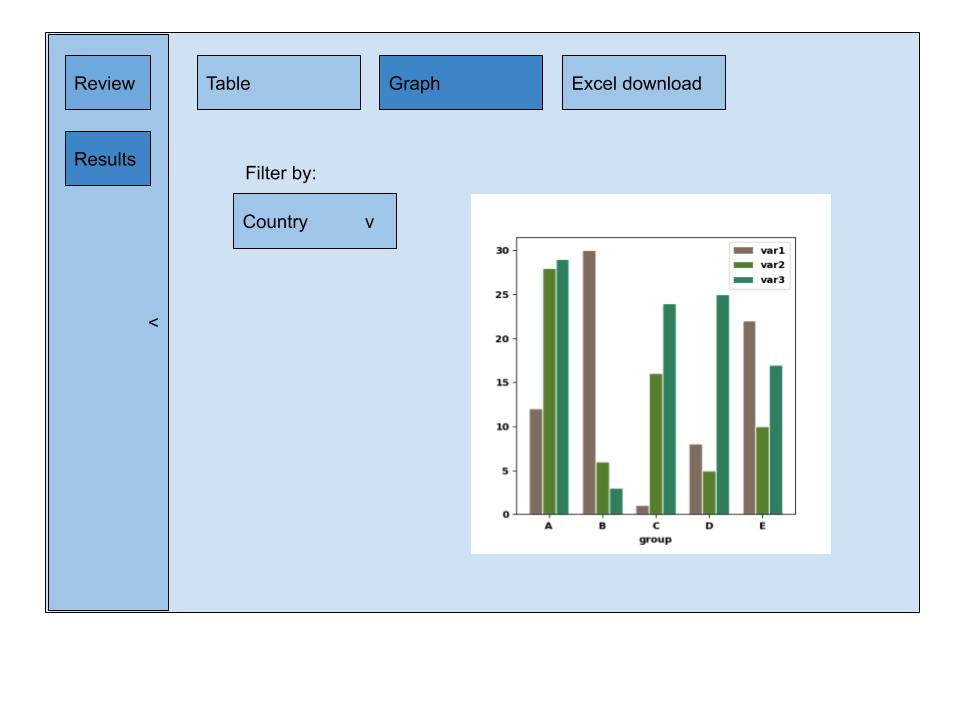 Review
Results
<
Table
Graph
Excel download
Filter by:
Country v
var1
var2
var3
30
25
20
15
10
5
0
A B C D E
group